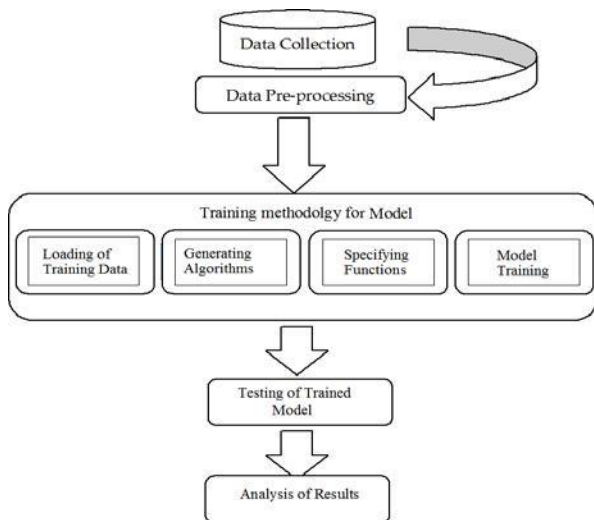 Data Collection
Data Pre-processing
Training methodolgy for Model
Loading of
Training Data
Generating
Algorithms
Specifying
Functions
Model
Training
Testing of Trained
Model
Analysis of Results